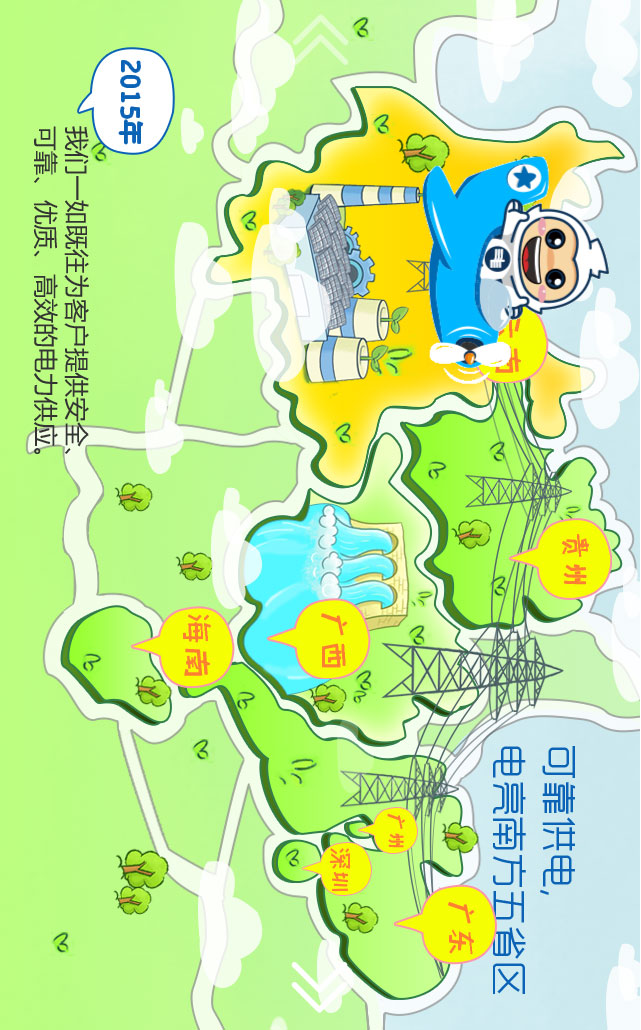 可靠供电,
电亮南方五省区
贵州
广西
海南
广州
深圳
广东
2015年
我们一如既往为客户提供安全、
可靠、优质、高效的电力供应。